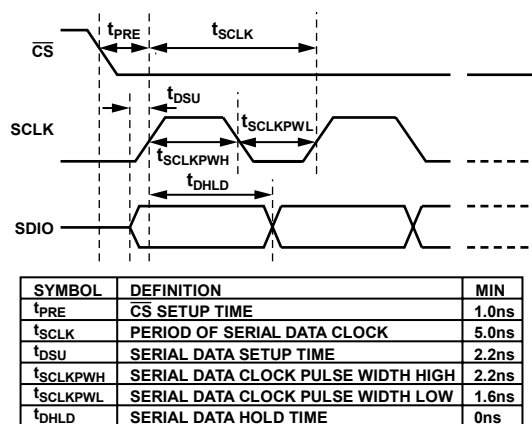 tPRE
tSCLK
CS
tDSU
SCLK
tSCLKPWL
tSCLKPWH
tDHLD
SDIO
SYMBOL DEFINITION MIN
tPRE CS SETUP TIME 1.0ns
tSCLK PERIOD OF SERIAL DATA CLOCK 5.0ns
tDSU SERIAL DATA SETUP TIME 2.2ns
tSCLKPWH SERIAL DATA CLOCK PULSE WIDTH HIGH 2.2ns
tSCLKPWL SERIAL DATA CLOCK PULSE WIDTH LOW 1.6ns
tDHLD SERIAL DATA HOLD TIME 0ns